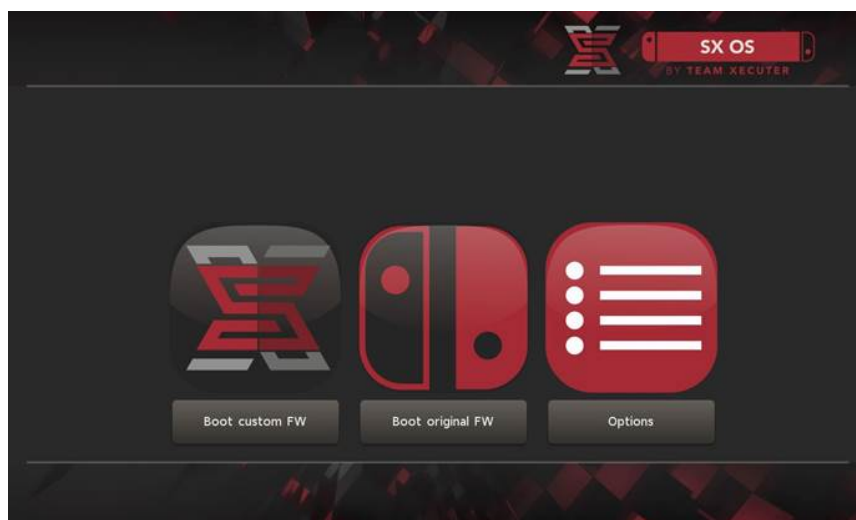 SX OS
BY TEAM XECUTER
Boot custom FW
Boot original FW
Options